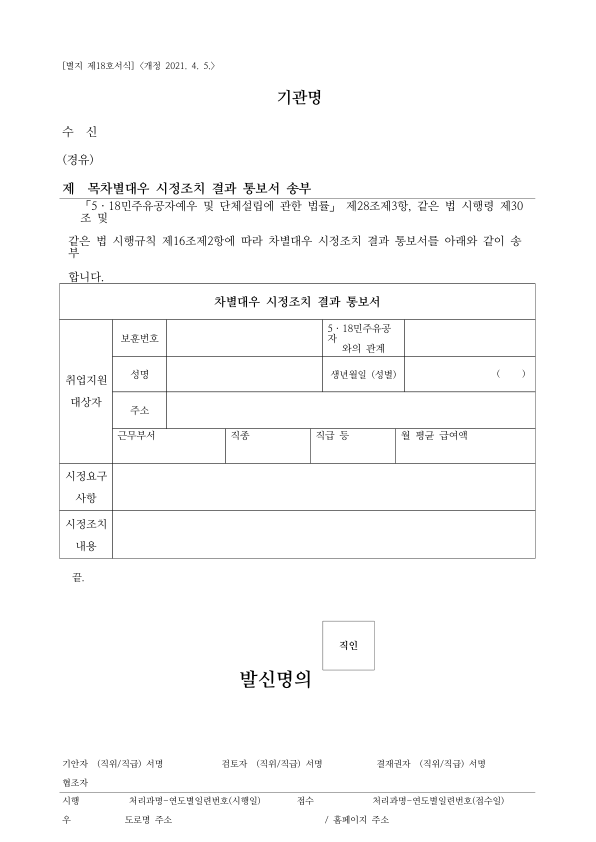 [별지 제18호서식] <개정 2021. 4. 5.>
기관명
수 신
(경유)
제 목차별대우 시정조치 결과 통보서 송부
「5ㆍ18민주유공자예우 및 단체설립에 관한 법률」 제28조제3항, 같은 법 시행령 제30
조 및
같은 법 시행규칙 제16조제2항에 따라 차별대우 시정조치 결과 통보서를 아래와 같이 송
부
합니다.
차별대우 시정조치 결과 통보서
취업지원
대상자
보훈번호
5ㆍ18민주유공
자
와의 관계
성명
생년월일 (성별)
( )
주소
근무부서
직종
직급 등
월 평균 급여액
시정요구
사항
시정조치
내용
끝.
직인
발신명의
기안자 (직위/직급) 서명 검토자 (직위/직급) 서명 결재권자 (직위/직급) 서명
협조자
시행 처리과명-연도별일련번호(시행일) 접수 처리과명-연도별일련번호(접수일)
우 도로명 주소 / 홈페이지 주소